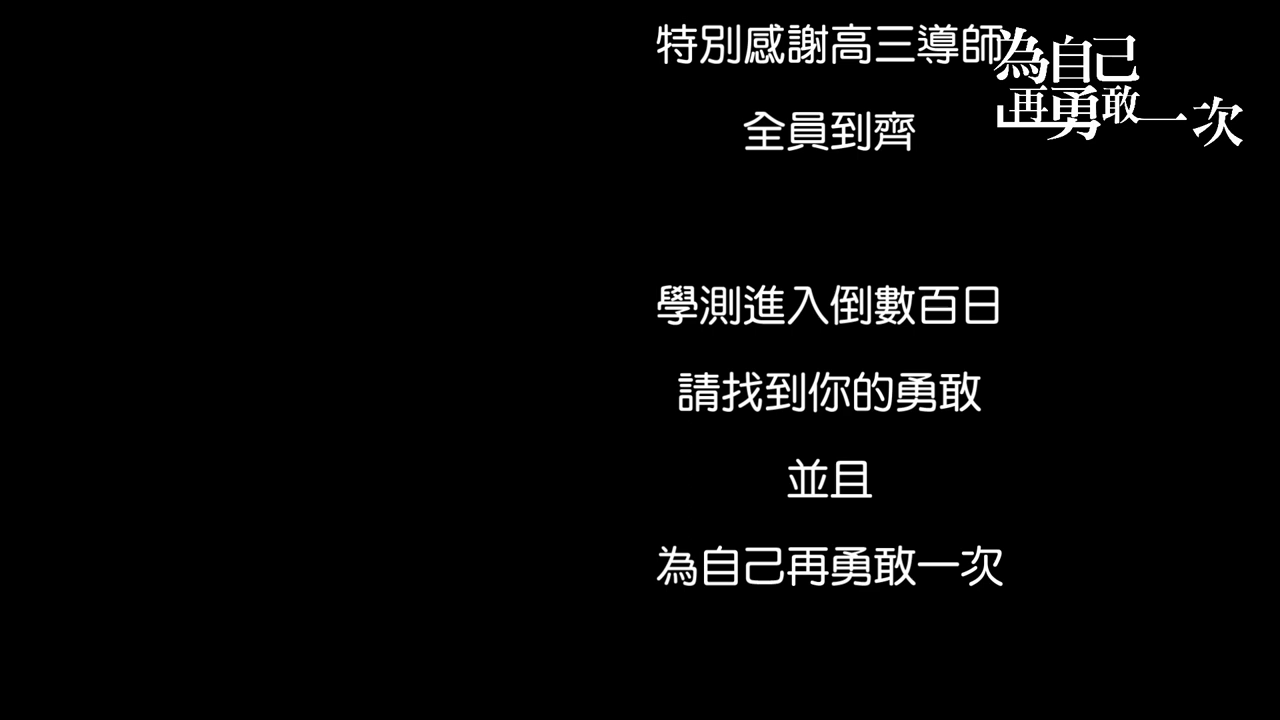 特別感謝高三導師
為自己
再勇敢一次
全員到齊
學測進入倒數百日
請找到你的勇敢
並且
為自己再勇敢一次